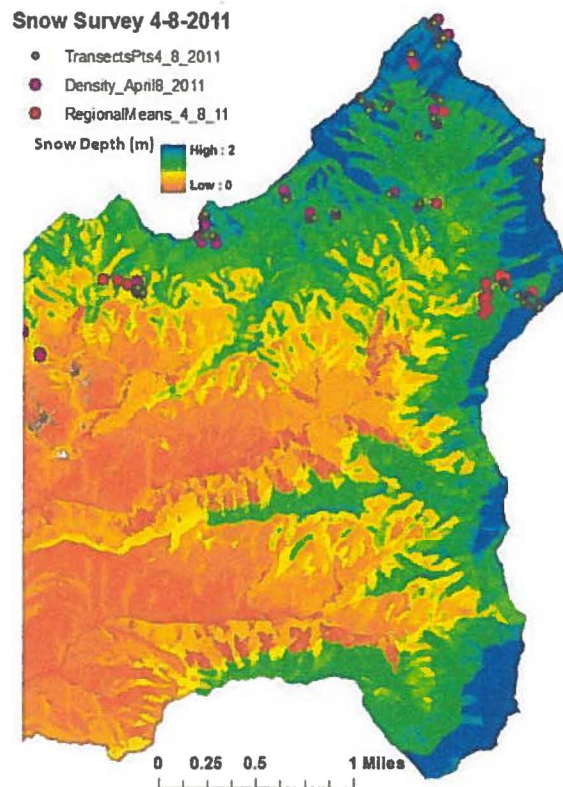 Snow Survey 4-8-2011
TransectsPts4_8_2011
Density_April8_2011
RegionalMeans_4_8_11
Snow Depth (m)
High : 2
Low : 0
0 0.25 0.5 1 Miles